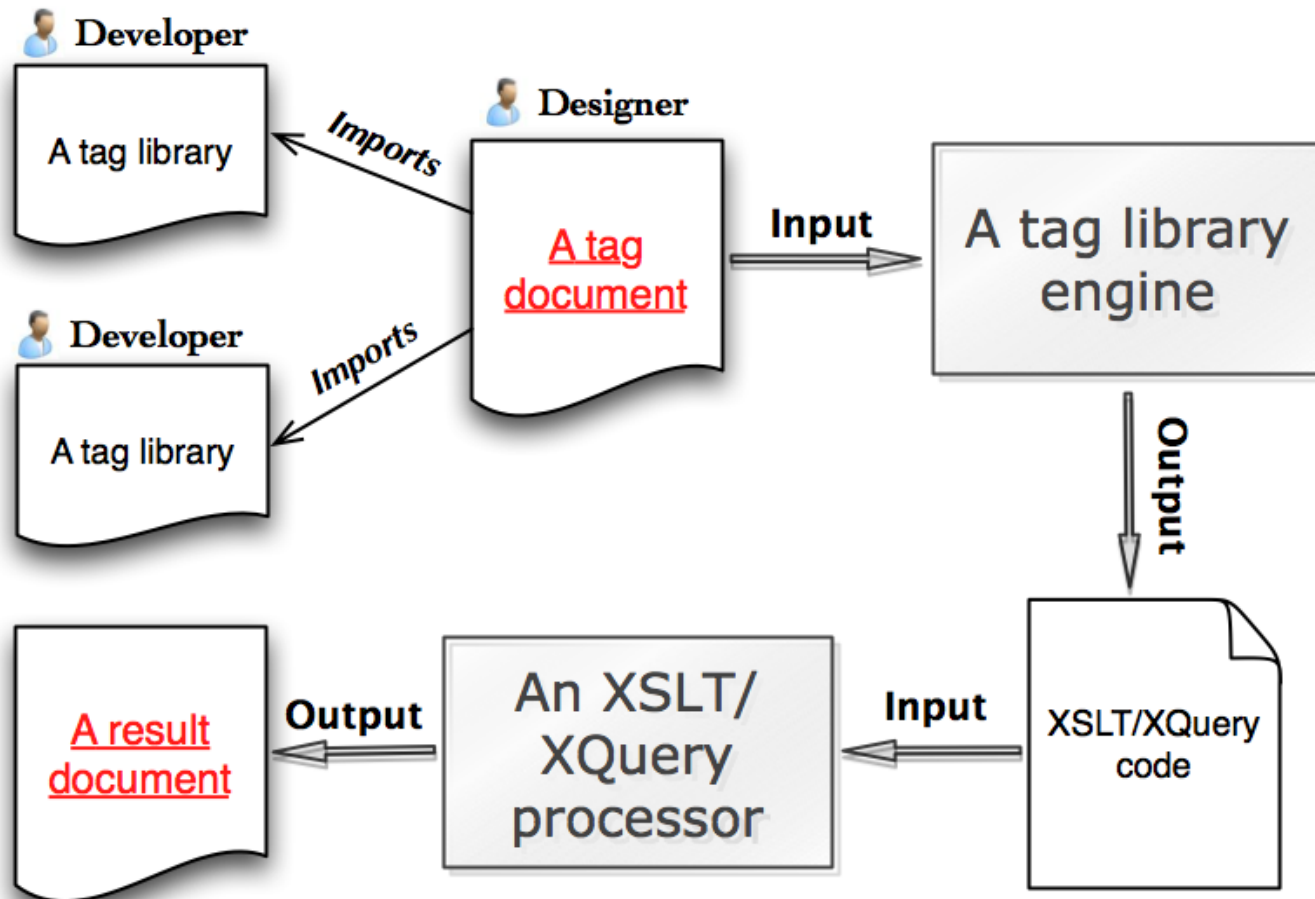 Developer
A tag library
Imports
Designer
A tag
document
Input
A tag library
engine
Developer
A tag library
Imports
Output
XSLT/XQuery
code
Input
An XSLT/
XQuery
processor
Output
A result
document